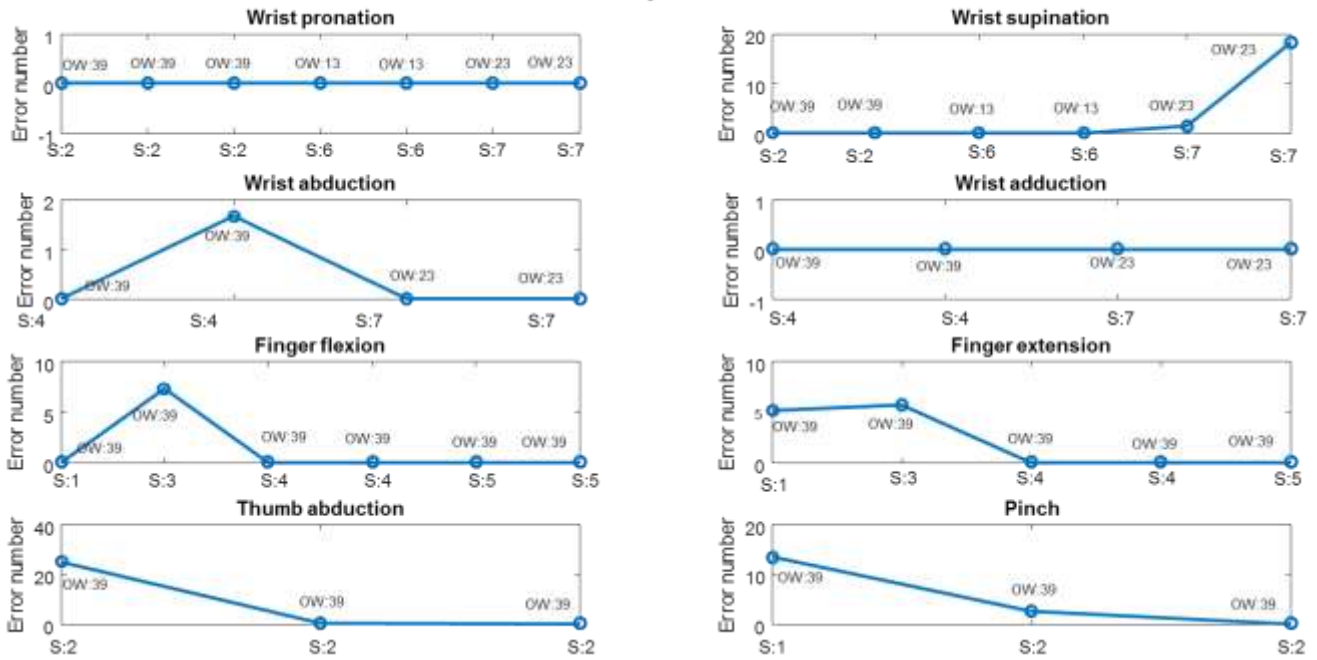 Wrist pronation
Error number
1
0
-1
OW:39 OW:39 OW:39 OW:13 OW:13 OW:23 OW:23
S:2 S:2 S:2 S:6 S:6 S:7 S:7
Wrist supination
Error number
20
10
0
OW:39 OW:39 OW:13 OW:13 OW:23 OW:23
S:2 S:2 S:6 S:6 S:7 S:7
Wrist abduction
Error number
2
1
0
OW:39 OW:39 OW:23 OW:23
S:4 S:4 S:7 S:7
Wrist adduction
Error number
1
0
-1
OW:39 OW:39 OW:23 OW:23
S:4 S:4 S:7 S:7
Finger flexion
Error number
10
5
0
OW:39 OW:39 OW:39 OW:39 OW:39 OW:39
S:1 S:3 S:4 S:4 S:5 S:5
Finger extension
Error number
10
5
0
OW:39 OW:39 OW:39 OW:39 OW:39
S:1 S:3 S:4 S:4 S:5
Thumb abduction
Error number
40
20
0
OW:39 OW:39 OW:39
S:2 S:2 S:2
Pinch
Error number
20
10
0
OW:39 OW:39 OW:39
S:1 S:2 S:2